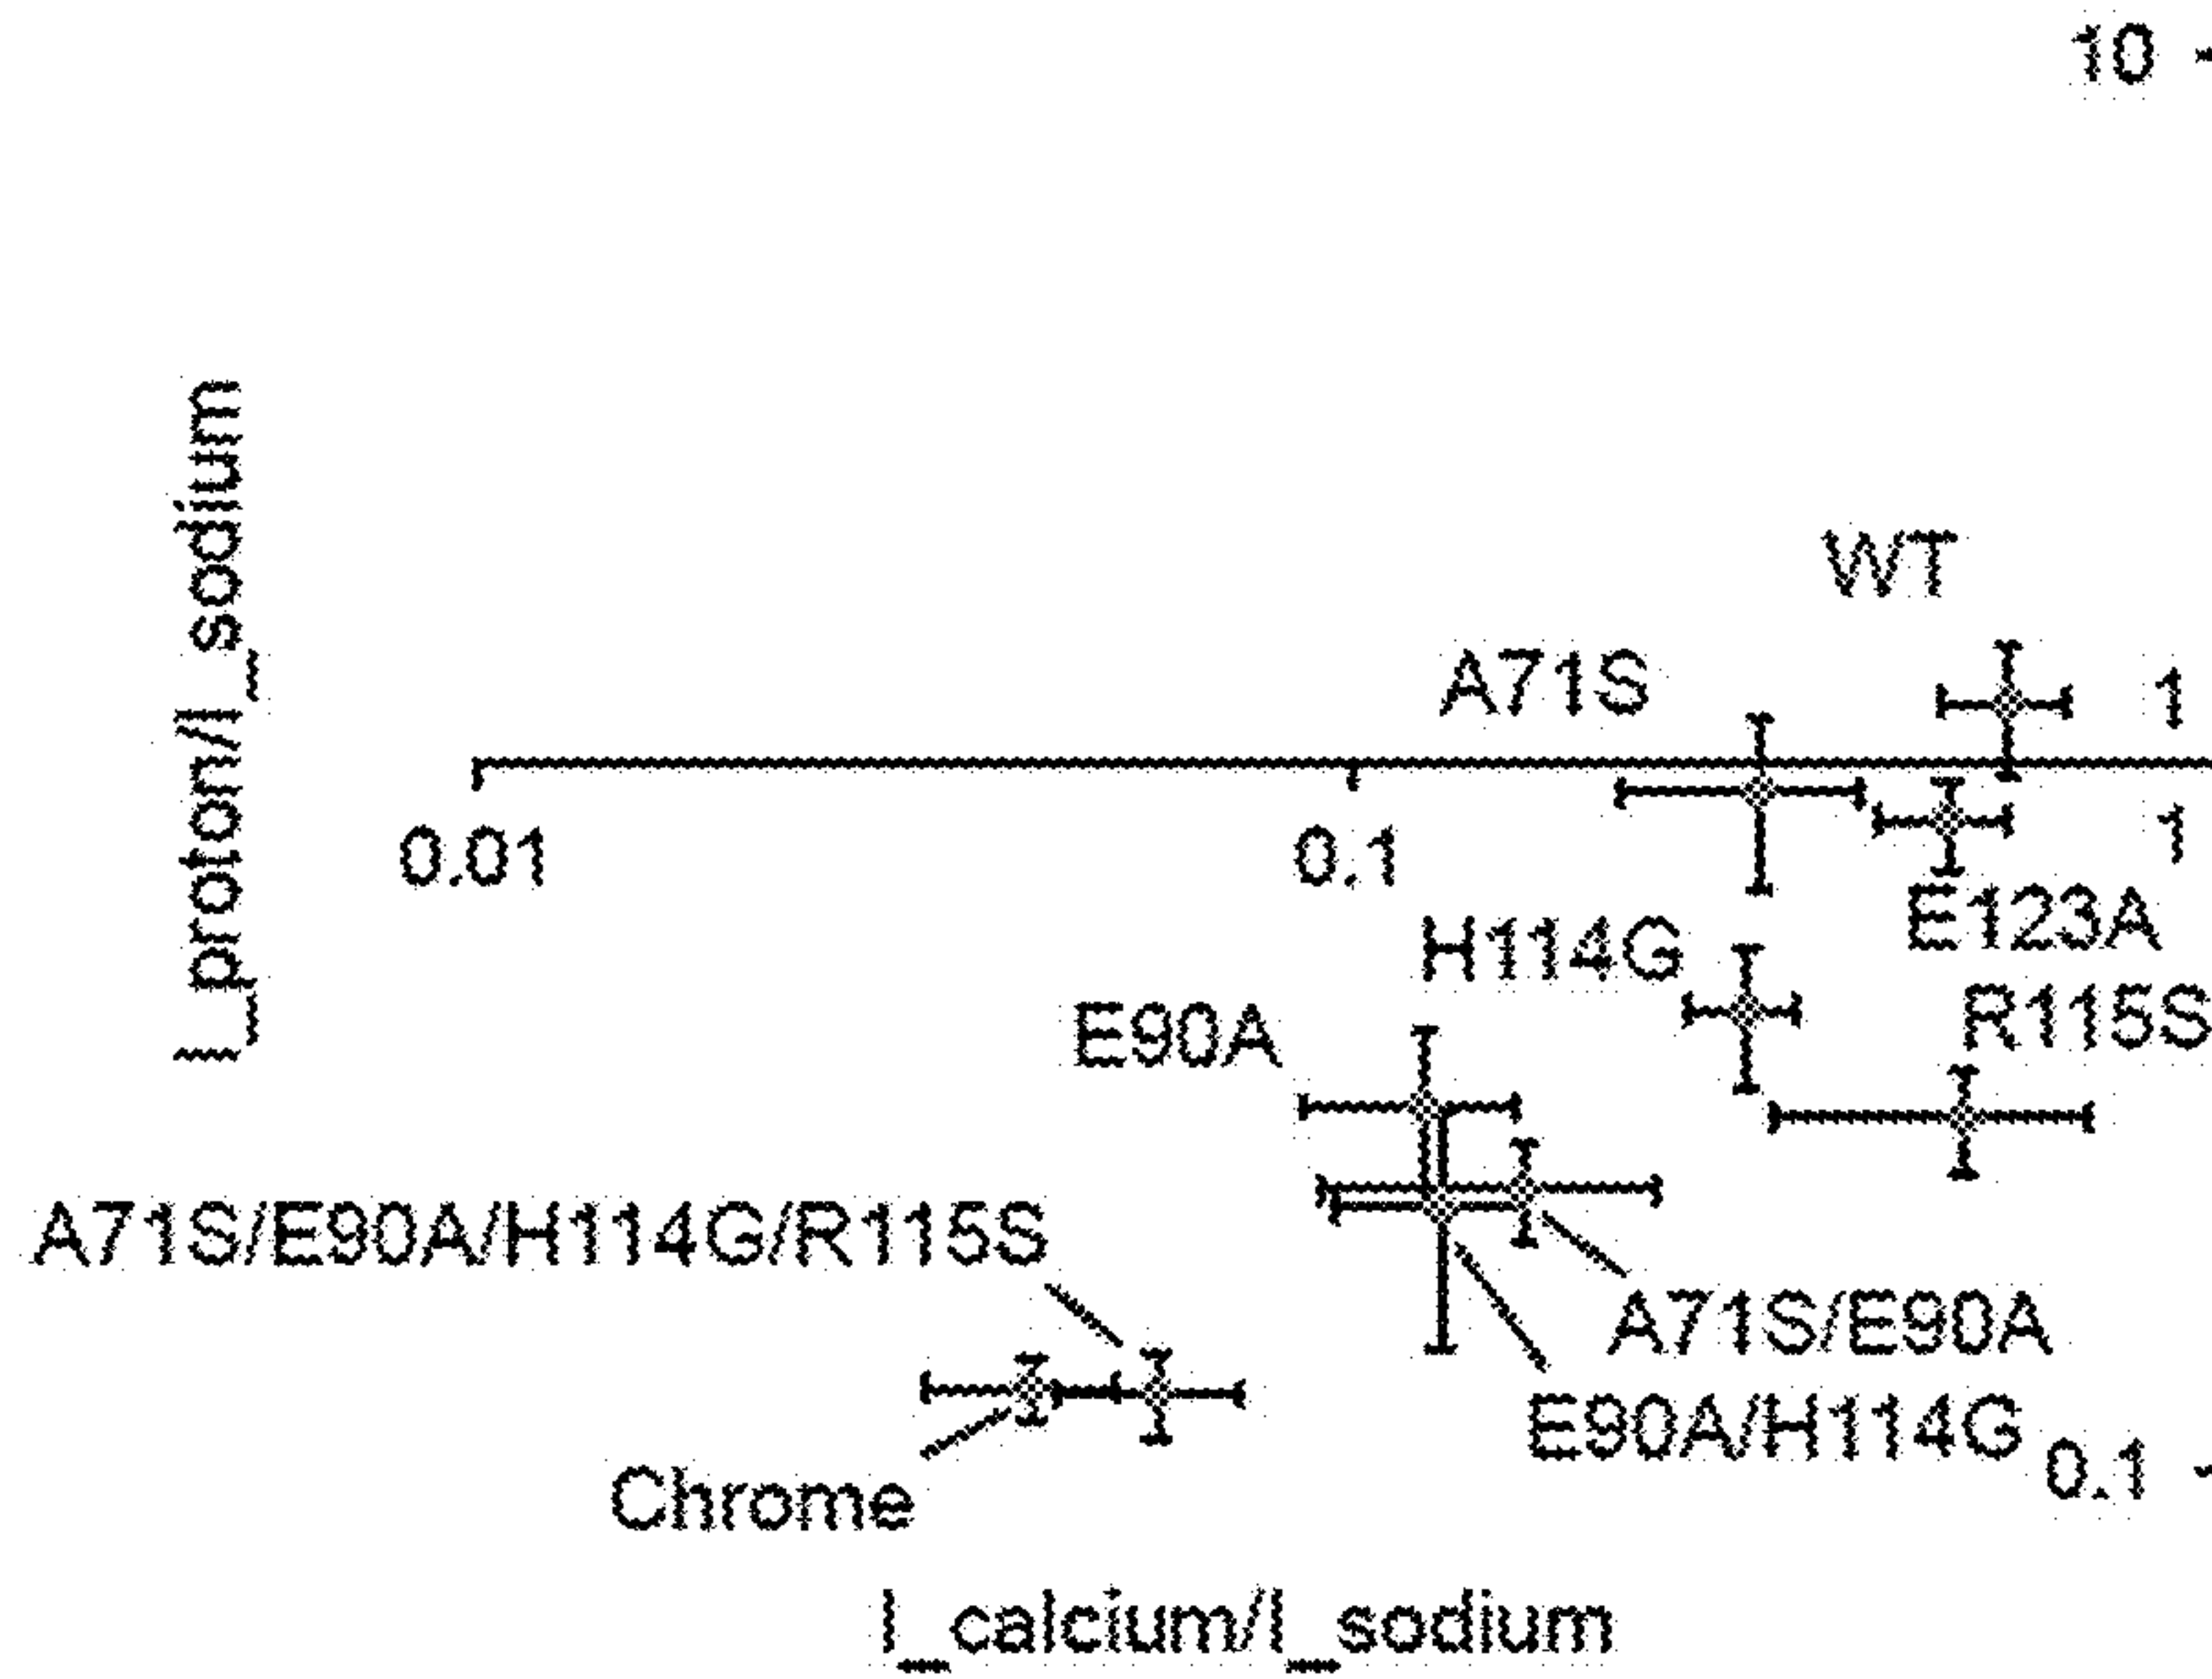 10
I_proton/I_sodium
WT
A71S
1
0.01
0.1
1
E123A
H114G
R115S
E90A
A71S/E90A/H114G/R115S
A71S/E90A
E90A/H114G
0.1
Chrome
I_calcium/I_sodium